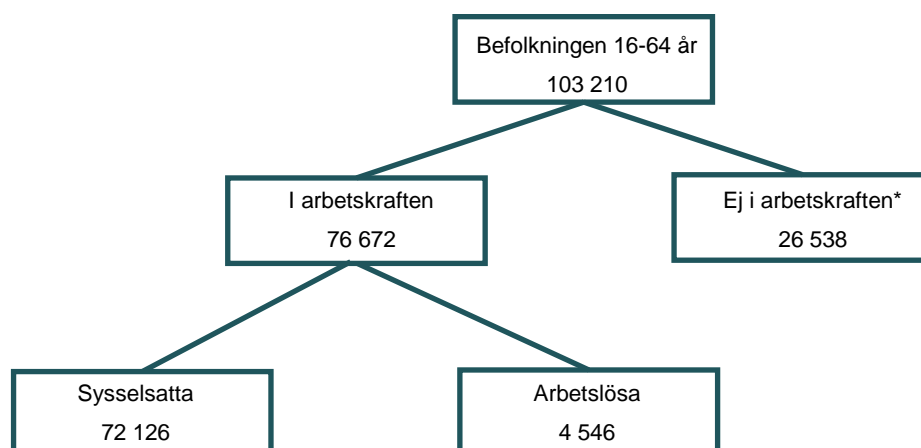 Befolkningen 16-64 år
103 210
I arbetskraften
76 672
Ej i arbetskraften*
26 538
Sysselsatta
72 126
Arbetslösa
4 546